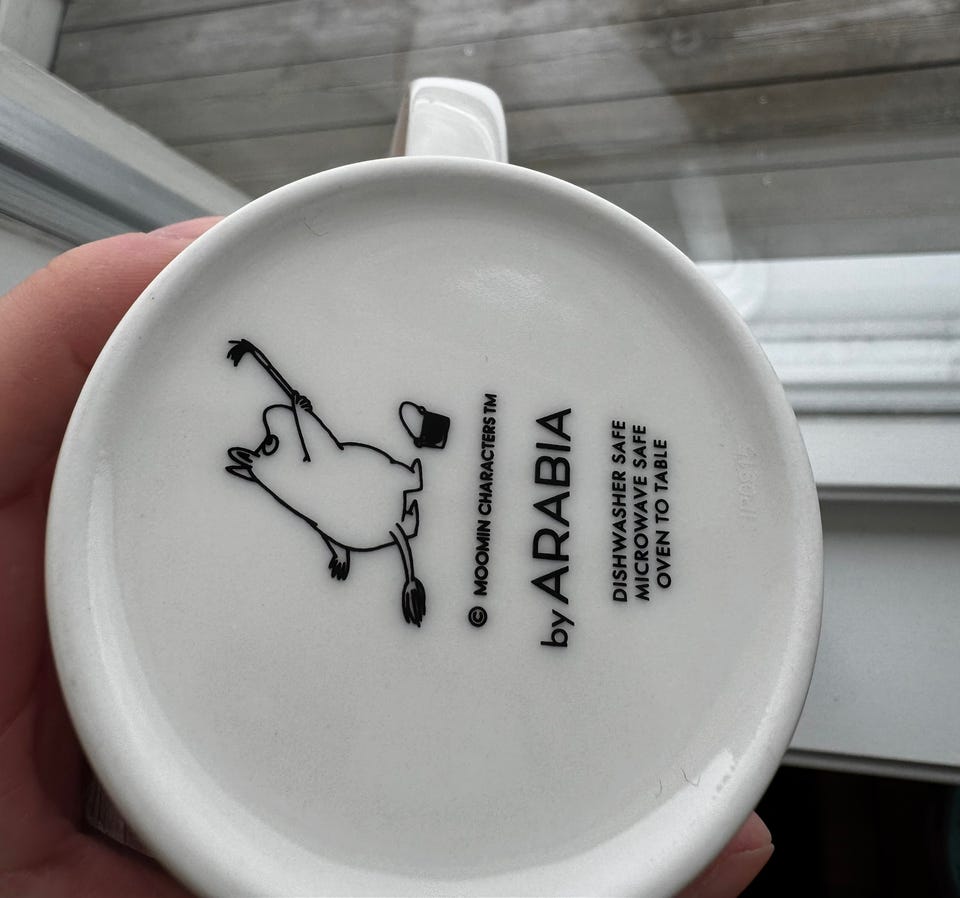 © MOOMIN CHARACTERS™
by ARABIA
DISHWASHER SAFE
MICROWAVE SAFE
OVEN TO TABLE